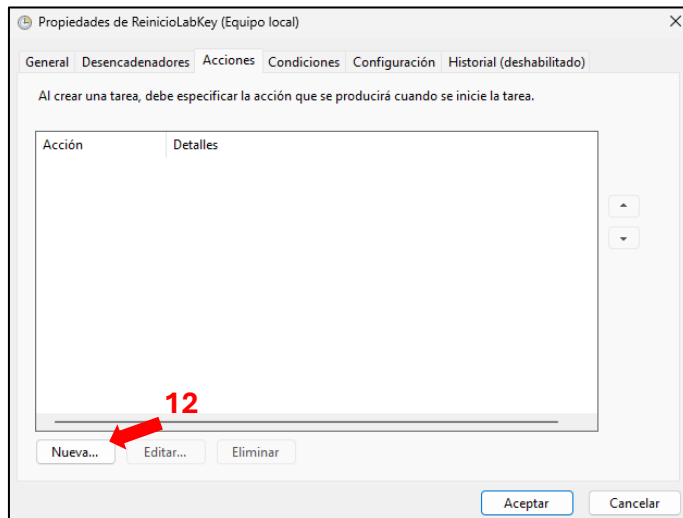 Propiedades de ReinicioLabKey (Equipo local)
General Desencadenadores Acciones Condiciones Configuración Historial (deshabilitado)
Al crear una tarea, debe especificar la acción que se producirá cuando se inicie la tarea.
Acción Detalles
12
Nueva... Editar... Eliminar
Aceptar Cancelar